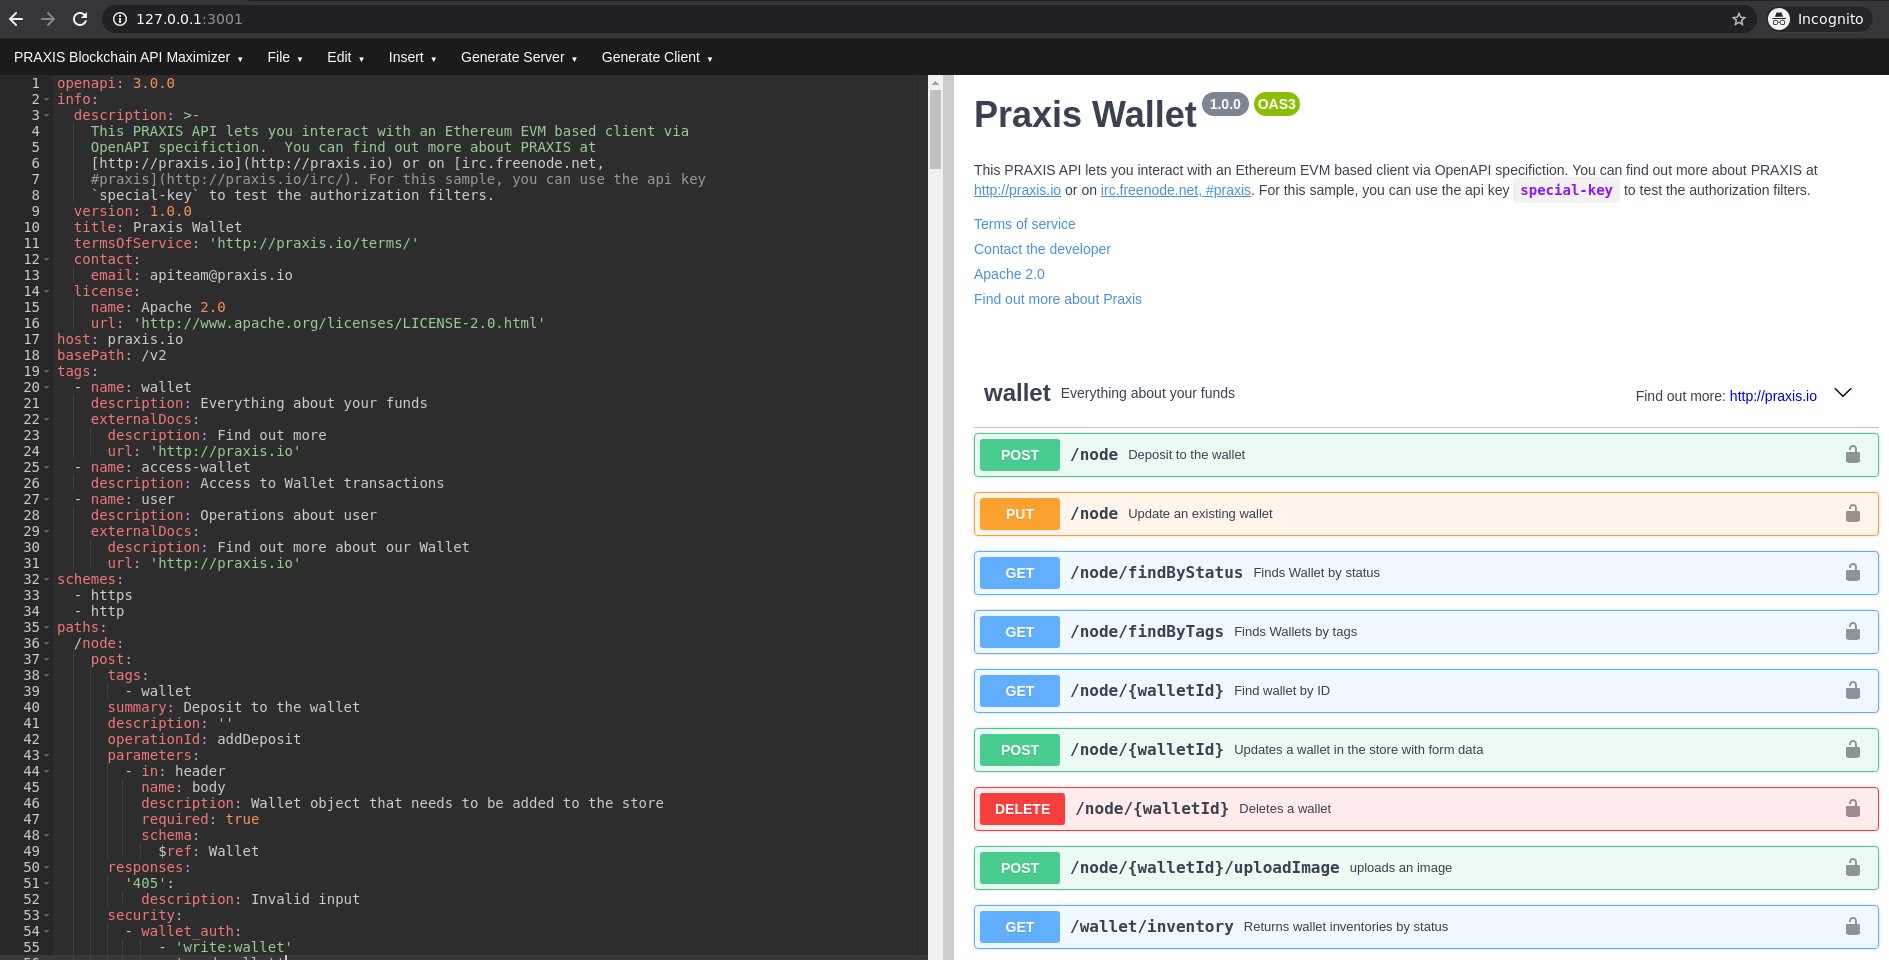 127.0.0.1:3001
Incognito
PRAXIS Blockchain API Maximizer File Edit Insert Generate Server Generate Client
1 openapi: 3.0.0
2 info:
3 description: >-
4 This PRAXIS API lets you interact with an Ethereum EVM based client via
5 OpenAPI specifiction.  You can find out more about PRAXIS at
6 [http://praxis.io](http://praxis.io) or on [irc.freenode.net,
7 #praxis](http://praxis.io/irc/). For this sample, you can use the api key
8 `special-key` to test the authorization filters.
9 version: 1.0.0
10 title: Praxis Wallet
11 termsOfService: 'http://praxis.io/terms/'
12 contact:
13 email: apiteam@praxis.io
14 license:
15 name: Apache 2.0
16 url: 'http://www.apache.org/licenses/LICENSE-2.0.html'
17 host: praxis.io
18 basePath: /v2
19 tags:
20 - name: wallet
21 description: Everything about your funds
22 externalDocs:
23 description: Find out more
24 url: 'http://praxis.io'
25 - name: access-wallet
26 description: Access to Wallet transactions
27 - name: user
28 description: Operations about user
29 externalDocs:
30 description: Find out more about our Wallet
31 url: 'http://praxis.io'
32 schemes:
33 - https
34 - http
35 paths:
36 /node:
37 post:
38 tags:
39 - wallet
40 summary: Deposit to the wallet
41 description: ''
42 operationId: addDeposit
43 parameters:
44 - in: header
45 name: body
46 description: Wallet object that needs to be added to the store
47 required: true
48 schema:
49 $ref: Wallet
50 responses:
51 '405':
52 description: Invalid input
53 security:
54 - wallet_auth:
55 - 'write:wallet'
Praxis Wallet 1.0.0 OAS3
This PRAXIS API lets you interact with an Ethereum EVM based client via OpenAPI specifiction. You can find out more about PRAXIS at
http://praxis.io or on irc.freenode.net, #praxis. For this sample, you can use the api key special-key to test the authorization filters.
Terms of service
Contact the developer
Apache 2.0
Find out more about Praxis
wallet Everything about your funds Find out more: http://praxis.io
POST /node Deposit to the wallet
PUT /node Update an existing wallet
GET /node/findByStatus Finds Wallet by status
GET /node/findByTags Finds Wallets by tags
GET /node/{walletId} Find wallet by ID
POST /node/{walletId} Updates a wallet in the store with form data
DELETE /node/{walletId} Deletes a wallet
POST /node/{walletId}/uploadImage uploads an image
GET /wallet/inventory Returns wallet inventories by status